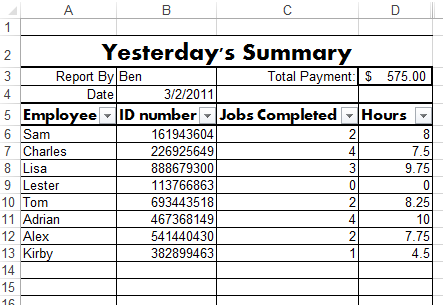 A B C D
1
2 Yesterday's Summary
3 Report By Ben Total Payment: $ 575.00
4 Date 3/2/2011
5 Employee ID number Jobs Completed Hours
6 Sam 161943604 2 8
7 Charles 226925649 4 7.5
8 Lisa 888679300 3 9.75
9 Lester 113766863 0 0
10 Tom 693443518 2 8.25
11 Adrian 467368149 4 10
12 Alex 541440430 2 7.75
13 Kirby 382899463 1 4.5
14
15
16